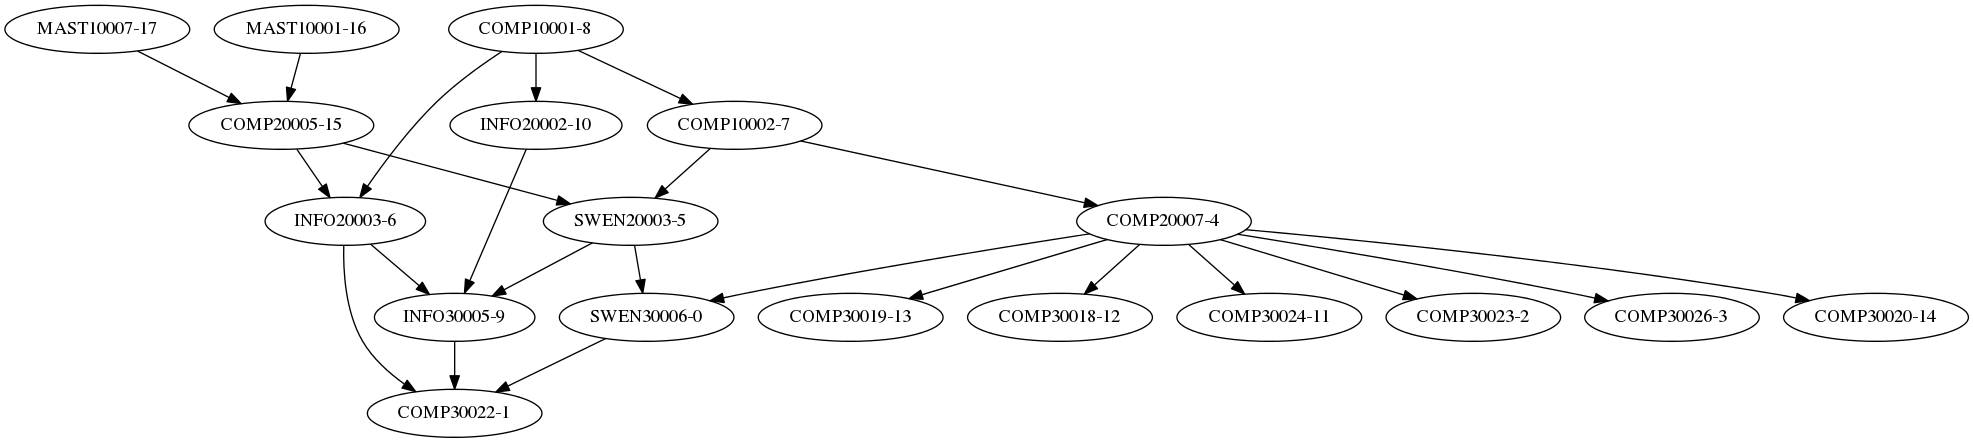 MAST10007-17
MAST10001-16
COMP10001-8
COMP20005-15
INFO20002-10
COMP10002-7
INFO20003-6
SWEN20003-5
COMP20007-4
INFO30005-9
SWEN30006-0
COMP30019-13
COMP30018-12
COMP30024-11
COMP30023-2
COMP30026-3
COMP30020-14
COMP30022-1